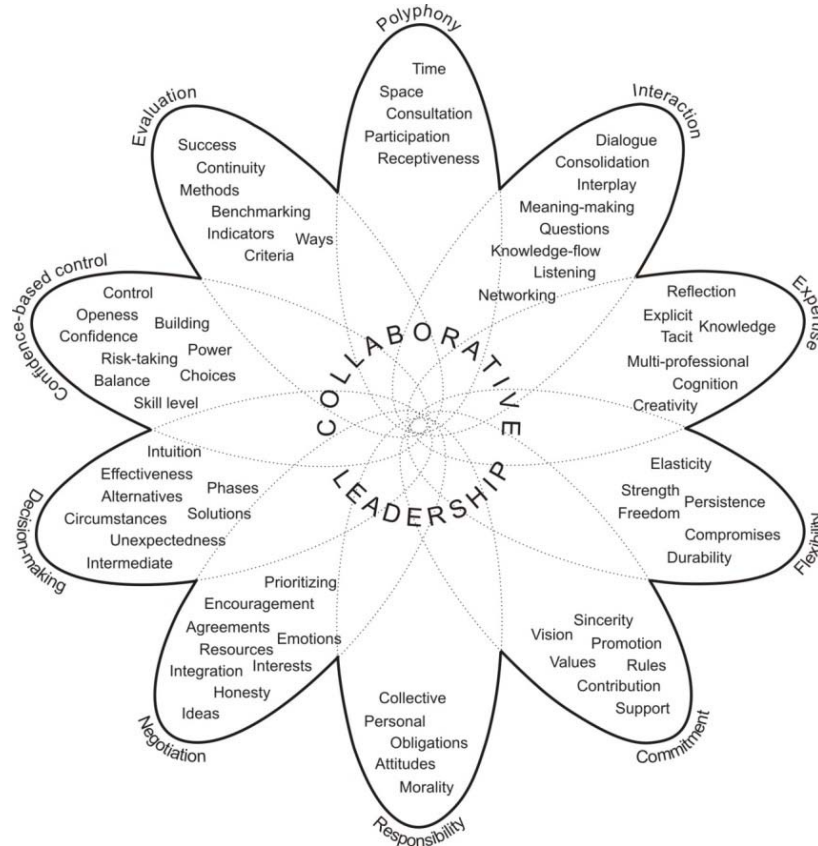 Polyphony
Time
Space
Consultation
Participation
Receptiveness
Interaction
Dialogue
Consolidation
Interplay
Meaning-making
Questions
Knowledge-flow
Listening
Networking
Expertise
Reflection
Explicit
Tacit
Knowledge
Multi-professional
Cognition
Creativity
Flexibility
Elasticity
Strength
Freedom
Persistence
Compromises
Durability
Commitment
Sincerity
Vision
Promotion
Values
Rules
Contribution
Support
Responsibility
Collective
Personal
Obligations
Attitudes
Morality
Negotiation
Prioritizing
Encouragement
Agreements
Emotions
Resources
Integration
Interests
Honesty
Ideas
Decision-making
Intuition
Effectiveness
Alternatives
Phases
Circumstances
Solutions
Unexpectedness
Intermediate
Confidence-based control
Control
Openess
Building
Confidence
Risk-taking
Power
Balance
Choices
Skill level
Evaluation
Success
Continuity
Methods
Benchmarking
Indicators
Ways
Criteria
COLLABORATIVE
LEADERSHIP